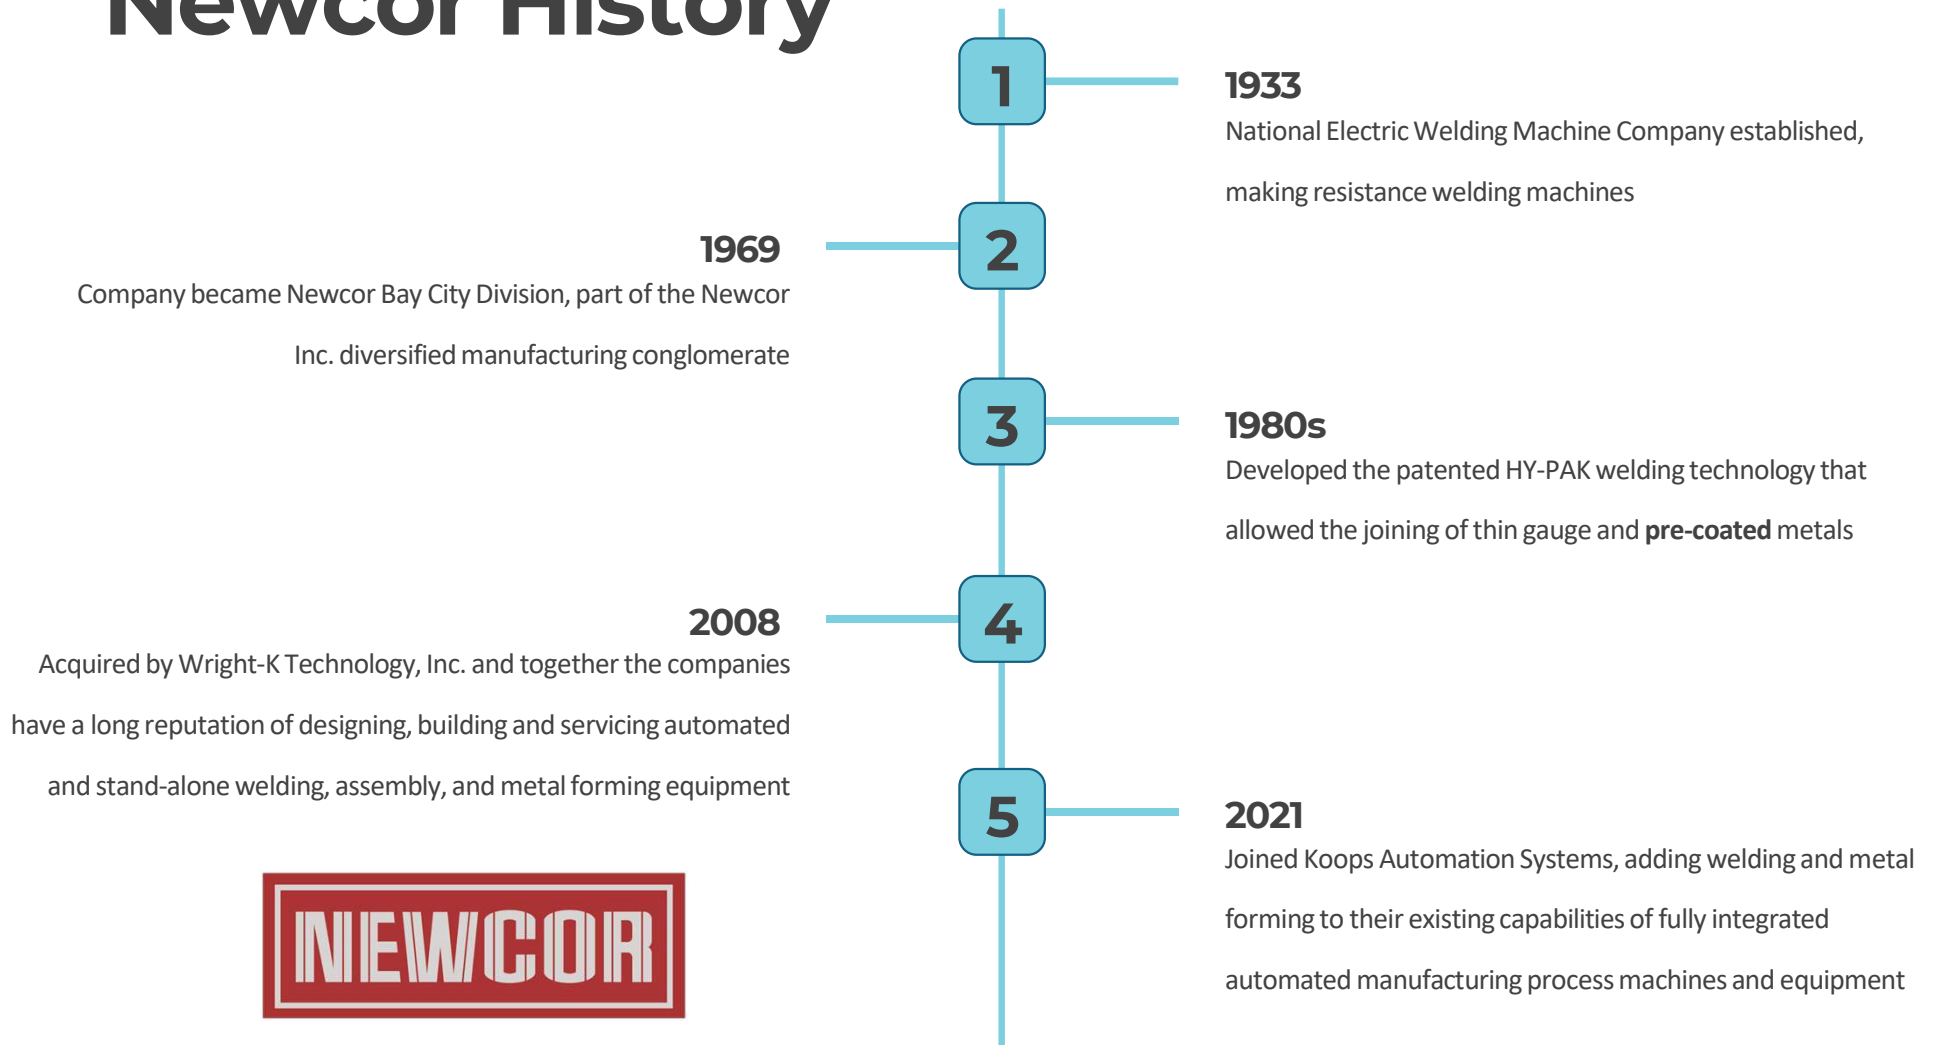 Newcor History
1
1933
National Electric Welding Machine Company established,
making resistance welding machines
2
1969
Company became Newcor Bay City Division, part of the Newcor
Inc. diversified manufacturing conglomerate
3
1980s
Developed the patented HY-PAK welding technology that
allowed the joining of thin gauge and pre-coated metals
4
2008
Acquired by Wright-K Technology, Inc. and together the companies
have a long reputation of designing, building and servicing automated
and stand-alone welding, assembly, and metal forming equipment
5
2021
Joined Koops Automation Systems, adding welding and metal
forming to their existing capabilities of fully integrated
automated manufacturing process machines and equipment
NEWCOR